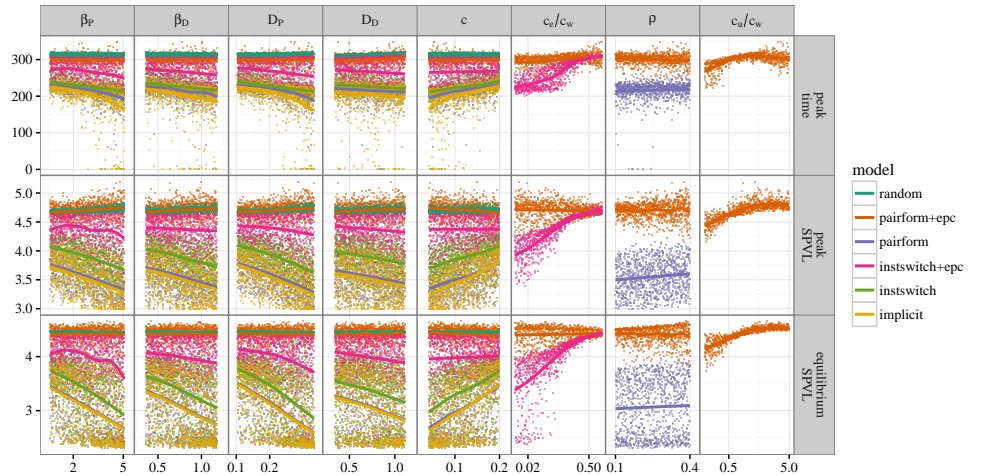 β_P β_D D_P D_D c c_e/c_w ρ c_u/c_w
300
200
100
0
peak time
5.0
4.5
4.0
3.5
3.0
peak SPVL
4
3
equilibrium SPVL
2 5 0.5 1.0 0.1 0.2 0.5 1.0 0.1 0.2 0.02 0.50 0.1 0.4 0.5 5.0
model
random
pairform+epc
pairform
instswitch+epc
instswitch
implicit